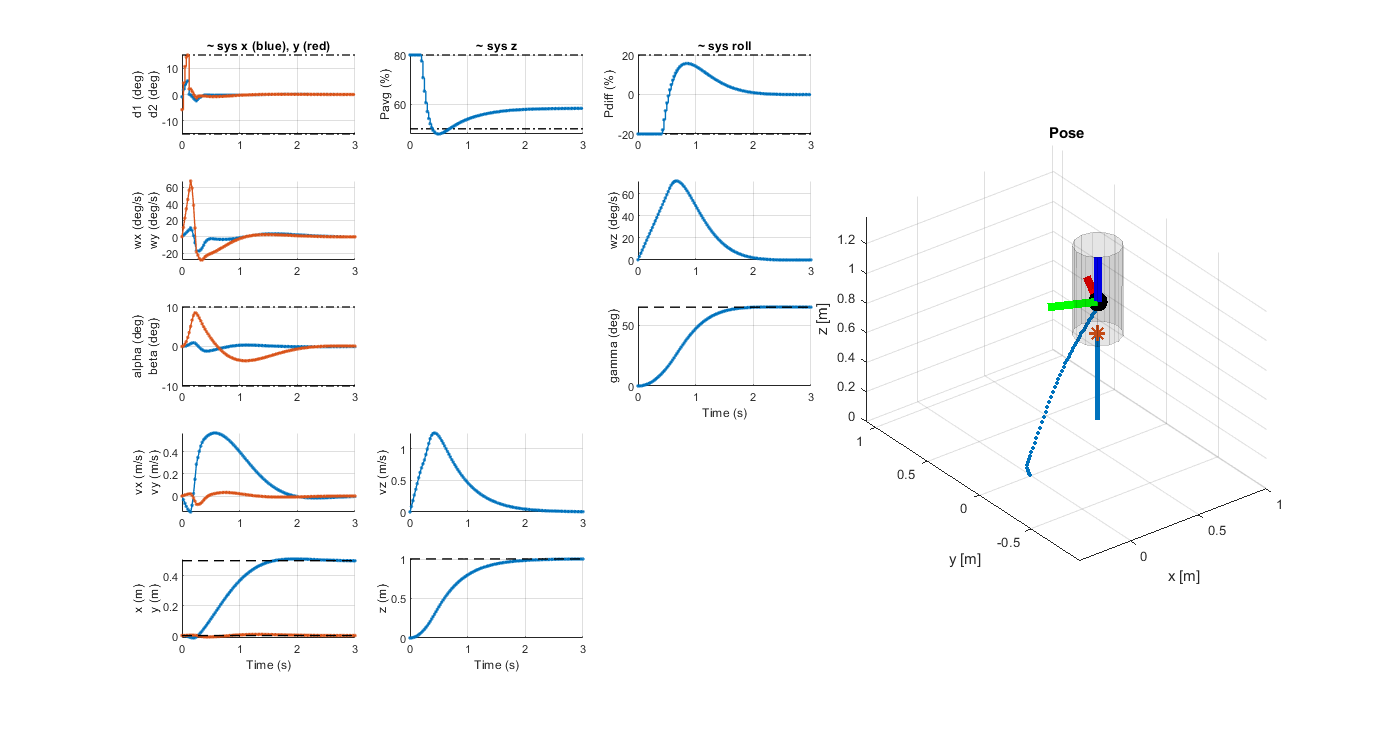 ~ sys x (blue), y (red)
d1 (deg)
d2 (deg)
10
0
-10
0 1 2 3
~ sys z
Pavg (%)
80
60
0 1 2 3
~ sys roll
Pdiff (%)
20
0
-20
0 1 2 3
wx (deg/s)
wy (deg/s)
60
40
20
0
-20
0 1 2 3
wz (deg/s)
60
40
20
0
0 1 2 3
alpha (deg)
beta (deg)
10
0
-10
0 1 2 3
gamma (deg)
50
0
0 1 2 3
Time (s)
vx (m/s)
vy (m/s)
0.4
0.2
0
0 1 2 3
vz (m/s)
1
0.5
0
0 1 2 3
x (m)
y (m)
0.4
0.2
0
0 1 2 3
Time (s)
z (m)
1
0.5
0
0 1 2 3
Time (s)
Pose
z [m]
1.2
1
0.8
0.6
0.4
0.2
0
1
0.5
0
-0.5
y [m]
0
0.5
1
x [m]